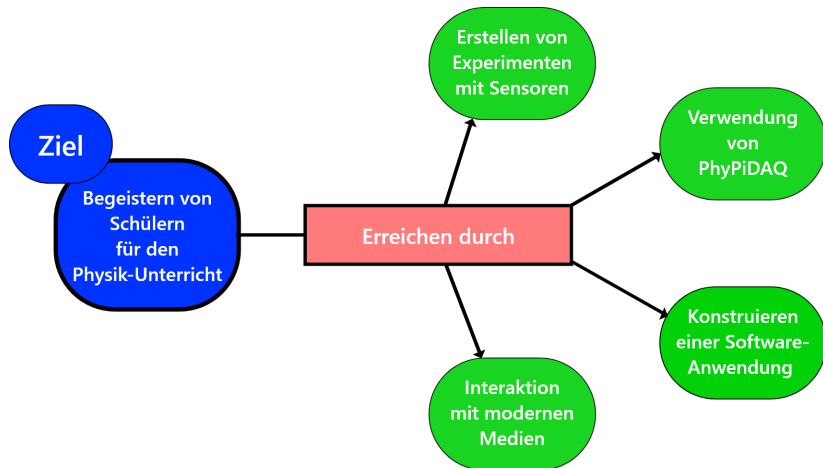 Ziel
Begeistern von
Schülern
für den
Physik-Unterricht
Erreichen durch
Erstellen von
Experimenten
mit Sensoren
Verwendung
von
PhyPiDAQ
Konstruieren
einer Software-
Anwendung
Interaktion
mit modernen
Medien